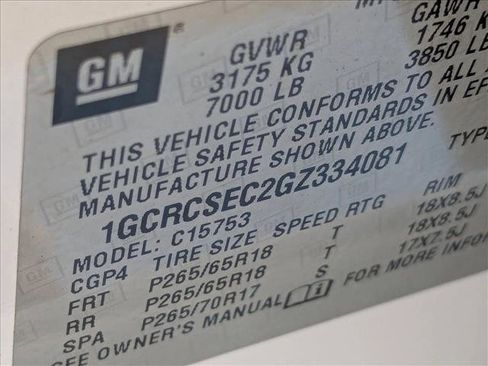 GM
GVWR GAWR
3175 KG 1746 K
7000 LB 3850 LB
THIS VEHICLE CONFORMS TO ALL
VEHICLE SAFETY STANDARDS IN EF
MANUFACTURE SHOWN ABOVE.
1GCRCSEC2GZ334081 TYPE
MODEL: C15753
CGP4 TIRE SIZE SPEED RTG RIM
FRT P265/65R18 T 18X8.5J
RR P265/65R18 T 18X8.5J
SPA P265/70R17 S 17X7.5J
SEE OWNER'S MANUAL FOR MORE INFOR